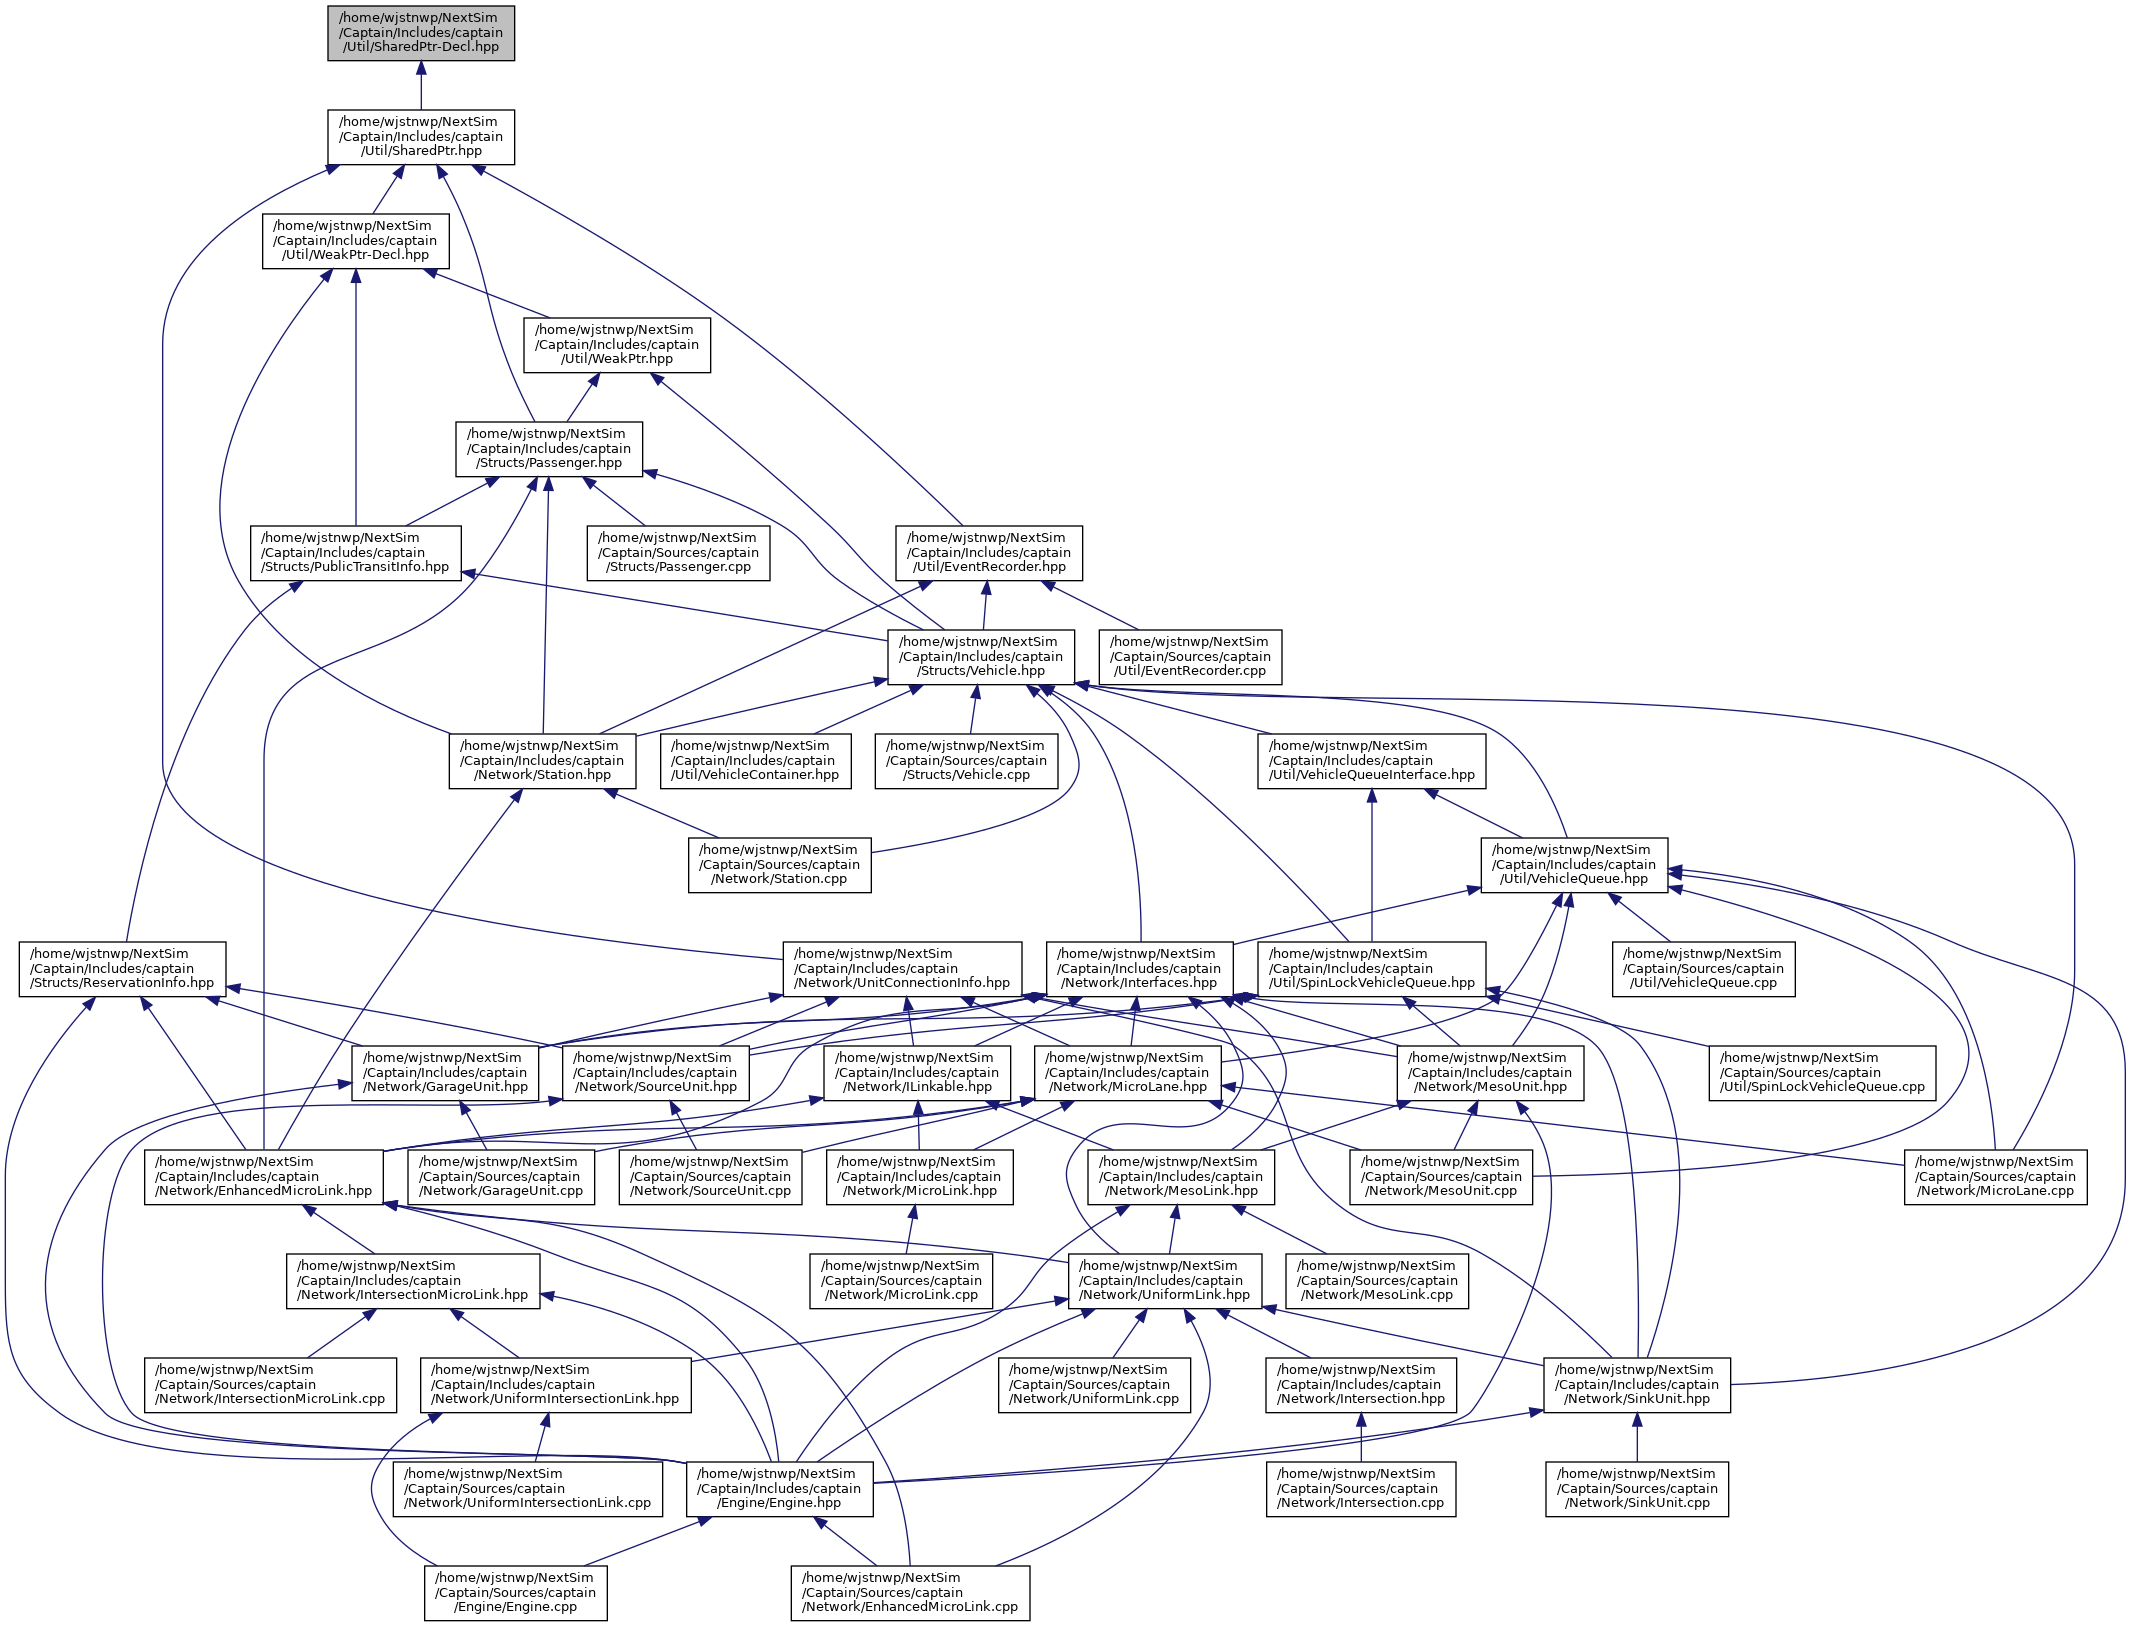 /home/wjstnwp/NextSim
/Captain/Includes/captain
/Util/SharedPtr-Decl.hpp
/home/wjstnwp/NextSim
/Captain/Includes/captain
/Util/SharedPtr.hpp
/home/wjstnwp/NextSim
/Captain/Includes/captain
/Util/WeakPtr-Decl.hpp
/home/wjstnwp/NextSim
/Captain/Includes/captain
/Util/WeakPtr.hpp
/home/wjstnwp/NextSim
/Captain/Includes/captain
/Structs/Passenger.hpp
/home/wjstnwp/NextSim
/Captain/Includes/captain
/Structs/PublicTransitInfo.hpp
/home/wjstnwp/NextSim
/Captain/Sources/captain
/Structs/Passenger.cpp
/home/wjstnwp/NextSim
/Captain/Includes/captain
/Util/EventRecorder.hpp
/home/wjstnwp/NextSim
/Captain/Includes/captain
/Structs/Vehicle.hpp
/home/wjstnwp/NextSim
/Captain/Sources/captain
/Util/EventRecorder.cpp
/home/wjstnwp/NextSim
/Captain/Includes/captain
/Network/Station.hpp
/home/wjstnwp/NextSim
/Captain/Includes/captain
/Util/VehicleContainer.hpp
/home/wjstnwp/NextSim
/Captain/Sources/captain
/Structs/Vehicle.cpp
/home/wjstnwp/NextSim
/Captain/Includes/captain
/Util/VehicleQueueInterface.hpp
/home/wjstnwp/NextSim
/Captain/Sources/captain
/Network/Station.cpp
/home/wjstnwp/NextSim
/Captain/Includes/captain
/Util/VehicleQueue.hpp
/home/wjstnwp/NextSim
/Captain/Includes/captain
/Structs/ReservationInfo.hpp
/home/wjstnwp/NextSim
/Captain/Includes/captain
/Network/UnitConnectionInfo.hpp
/home/wjstnwp/NextSim
/Captain/Includes/captain
/Network/Interfaces.hpp
/home/wjstnwp/NextSim
/Captain/Includes/captain
/Util/SpinLockVehicleQueue.hpp
/home/wjstnwp/NextSim
/Captain/Sources/captain
/Util/VehicleQueue.cpp
/home/wjstnwp/NextSim
/Captain/Includes/captain
/Network/GarageUnit.hpp
/home/wjstnwp/NextSim
/Captain/Includes/captain
/Network/SourceUnit.hpp
/home/wjstnwp/NextSim
/Captain/Includes/captain
/Network/ILinkable.hpp
/home/wjstnwp/NextSim
/Captain/Includes/captain
/Network/MicroLane.hpp
/home/wjstnwp/NextSim
/Captain/Includes/captain
/Network/MesoUnit.hpp
/home/wjstnwp/NextSim
/Captain/Sources/captain
/Util/SpinLockVehicleQueue.cpp
/home/wjstnwp/NextSim
/Captain/Includes/captain
/Network/EnhancedMicroLink.hpp
/home/wjstnwp/NextSim
/Captain/Sources/captain
/Network/GarageUnit.cpp
/home/wjstnwp/NextSim
/Captain/Sources/captain
/Network/SourceUnit.cpp
/home/wjstnwp/NextSim
/Captain/Includes/captain
/Network/MicroLink.hpp
/home/wjstnwp/NextSim
/Captain/Includes/captain
/Network/MesoLink.hpp
/home/wjstnwp/NextSim
/Captain/Sources/captain
/Network/MesoUnit.cpp
/home/wjstnwp/NextSim
/Captain/Sources/captain
/Network/MicroLane.cpp
/home/wjstnwp/NextSim
/Captain/Includes/captain
/Network/IntersectionMicroLink.hpp
/home/wjstnwp/NextSim
/Captain/Sources/captain
/Network/MicroLink.cpp
/home/wjstnwp/NextSim
/Captain/Includes/captain
/Network/UniformLink.hpp
/home/wjstnwp/NextSim
/Captain/Sources/captain
/Network/MesoLink.cpp
/home/wjstnwp/NextSim
/Captain/Sources/captain
/Network/IntersectionMicroLink.cpp
/home/wjstnwp/NextSim
/Captain/Includes/captain
/Network/UniformIntersectionLink.hpp
/home/wjstnwp/NextSim
/Captain/Sources/captain
/Network/UniformLink.cpp
/home/wjstnwp/NextSim
/Captain/Includes/captain
/Network/Intersection.hpp
/home/wjstnwp/NextSim
/Captain/Includes/captain
/Network/SinkUnit.hpp
/home/wjstnwp/NextSim
/Captain/Sources/captain
/Network/UniformIntersectionLink.cpp
/home/wjstnwp/NextSim
/Captain/Includes/captain
/Engine/Engine.hpp
/home/wjstnwp/NextSim
/Captain/Sources/captain
/Network/Intersection.cpp
/home/wjstnwp/NextSim
/Captain/Sources/captain
/Network/SinkUnit.cpp
/home/wjstnwp/NextSim
/Captain/Sources/captain
/Engine/Engine.cpp
/home/wjstnwp/NextSim
/Captain/Sources/captain
/Network/EnhancedMicroLink.cpp